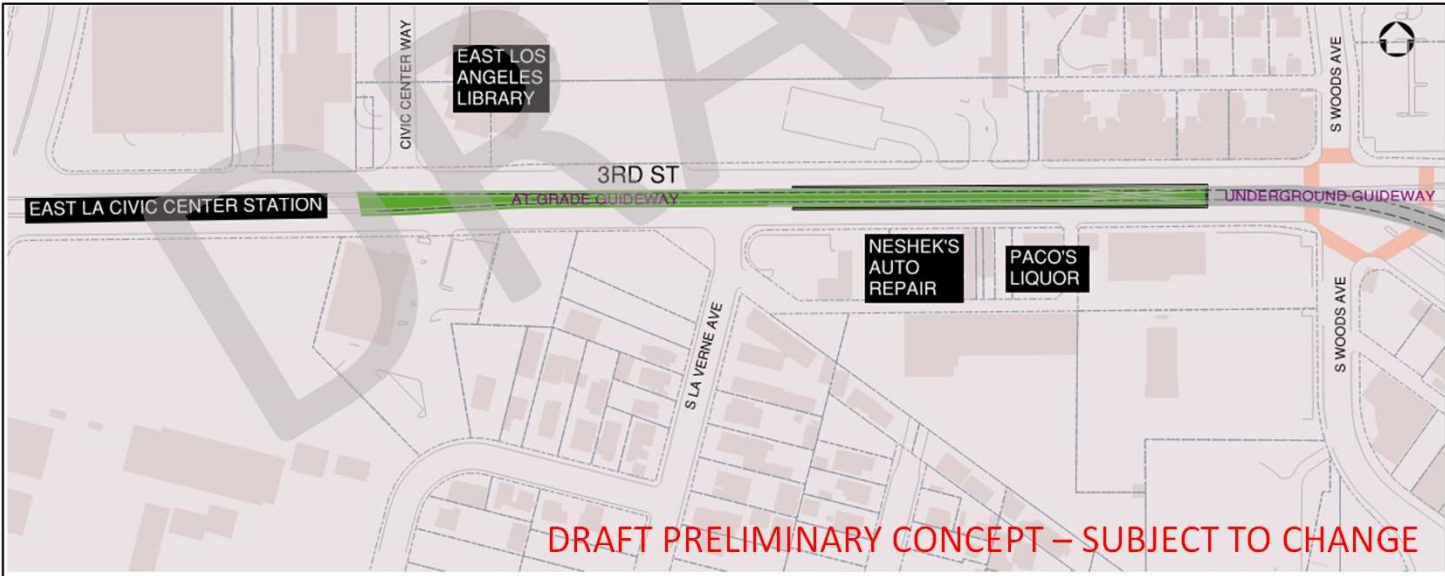 CIVIC CENTER WAY
EAST LOS
ANGELES
LIBRARY
S WOODS AVE
3RD ST
EAST LA CIVIC CENTER STATION
AT-GRADE GUIDEWAY
UNDERGROUND GUIDEWAY
NESHEK'S
AUTO
REPAIR
PACO'S
LIQUOR
S LA VERNE AVE
S WOODS AVE
DRAFT PRELIMINARY CONCEPT – SUBJECT TO CHANGE